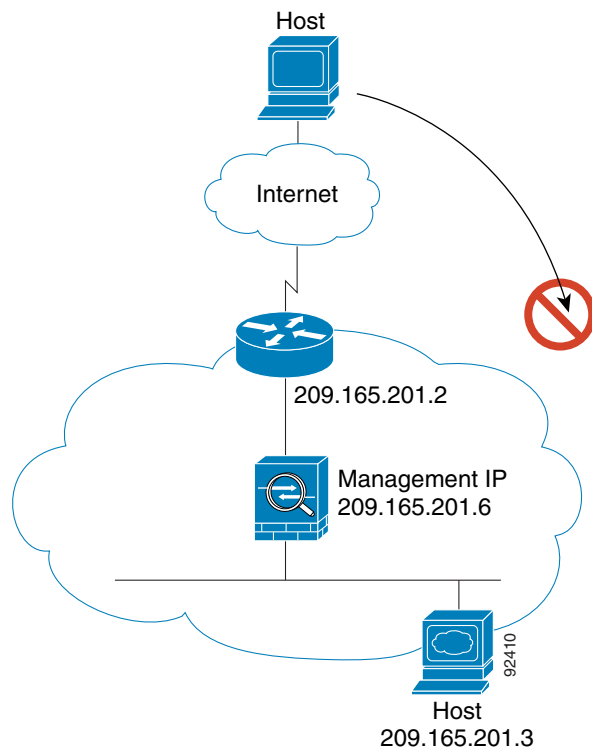 Host
Internet
209.165.201.2
Management IP
209.165.201.6
92410
Host
209.165.201.3